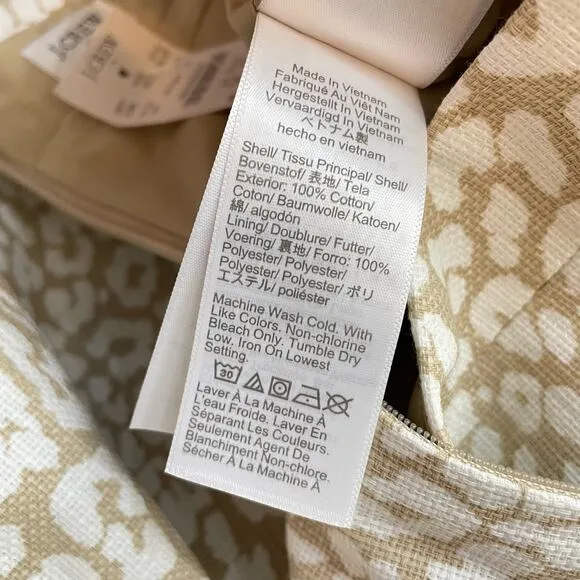 J.CREW
J.CREW
Made In Vietnam
Fabriqué Au Viêt Nam
Hergestellt In Vietnam
Vervaardigd In Vietnam
ベトナム製
hecho en vietnam
Shell/ Tissu Principal/ Shell/
Bovenstof/ 表地/ Tela
Exterior: 100% Cotton/
Coton/ Baumwolle/ Katoen/
綿/ algodón
Lining/ Doublure/ Futter/
Voering/ 裏地/ Forro: 100%
Polyester/ Polyester/
Polyester/ Polyester/ ポリ
エステル/ poliéster
Machine Wash Cold. With
Like Colors. Non-chlorine
Bleach Only. Tumble Dry
Low. Iron On Lowest
Setting.
30
Laver À La Machine À
L'eau Froide. Laver En
Séparant Les Couleurs.
Seulement Agent De
Blanchiment Non-chlore.
Sécher À La Machine À